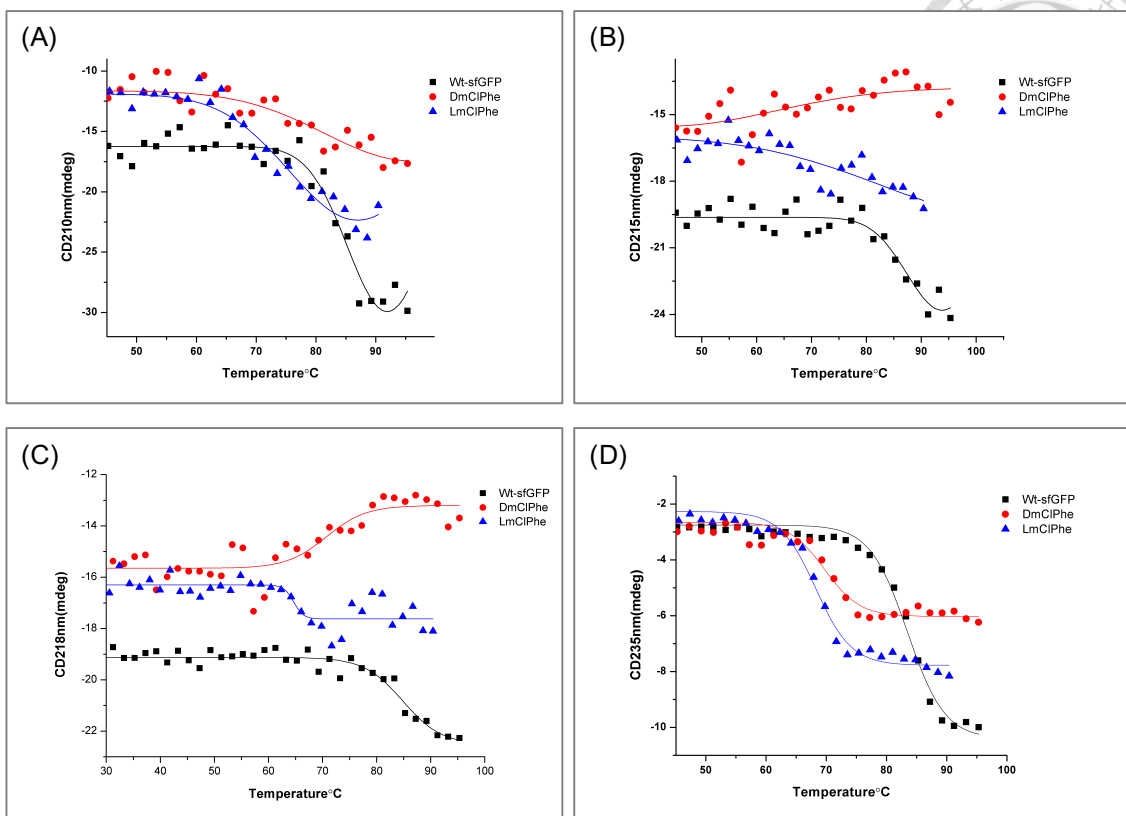 (A)
CD210nm(mdeg)
-10
-15
-20
-25
-30
50
60
70
80
90
Temperature°C
Wt-sfGFP
DmClPhe
LmClPhe
(B)
CD215nm(mdeg)
-15
-18
-21
-24
50
60
70
80
90
100
Temperature°C
Wt-sfGFP
DmClPhe
LmClPhe
(C)
CD218nm(mdeg)
-12
-14
-16
-18
-20
-22
30
40
50
60
70
80
90
100
Temperature°C
Wt-sfGFP
DmClPhe
LmClPhe
(D)
CD235nm(mdeg)
-2
-4
-6
-8
-10
50
60
70
80
90
100
Temperature°C
Wt-sfGFP
DmClPhe
LmClPhe